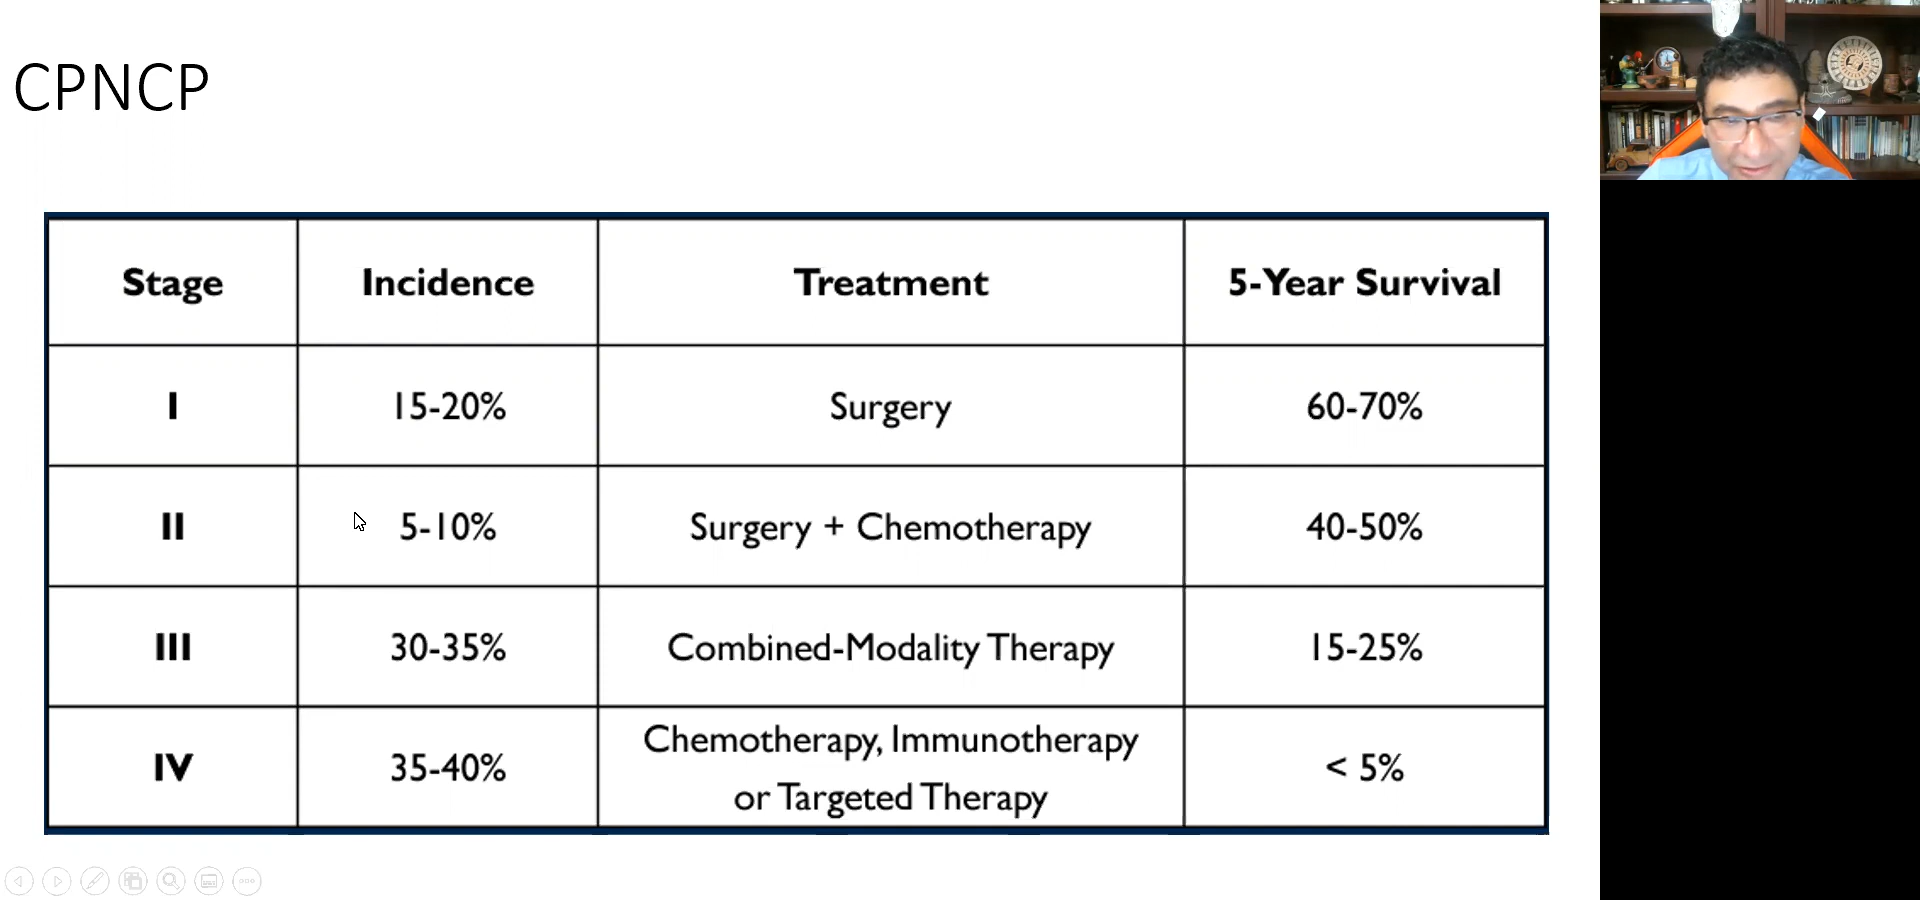 CPNCP
Stage Incidence Treatment 5-Year Survival
I 15-20% Surgery 60-70%
II 5-10% Surgery + Chemotherapy 40-50%
III 30-35% Combined-Modality Therapy 15-25%
IV 35-40% Chemotherapy, Immunotherapy
or Targeted Therapy < 5%